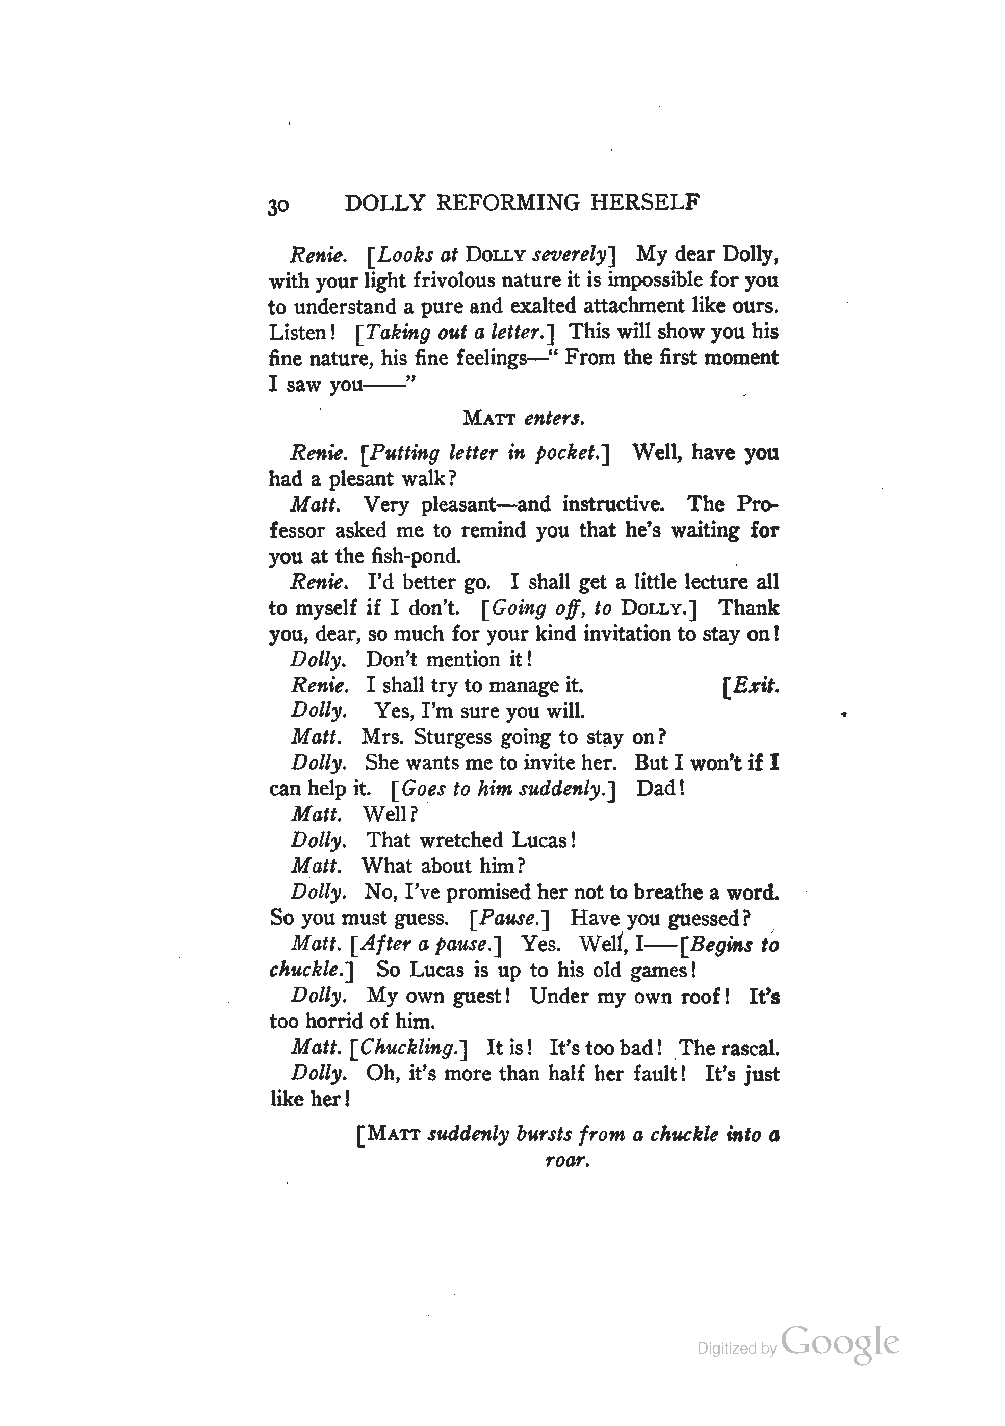 30 DOLLY REFORMING HERSELF
Renie. [Looks at DOLLY severely] My dear Dolly,
with your light frivolous nature it is impossible for you
to understand a pure and exalted attachment like ours.
Listen! [Taking out a letter.] This will show you his
fine nature, his fine feelings—“ From the first moment
I saw you——”
MATT enters.
Renie. [Putting letter in pocket.] Well, have you
had a plesant walk?
Matt. Very pleasant—and instructive. The Pro-
fessor asked me to remind you that he's waiting for
you at the fish-pond.
Renie. I'd better go. I shall get a little lecture all
to myself if I don't. [Going off, to DOLLY.] Thank
you, dear, so much for your kind invitation to stay on!
Dolly. Don't mention it!
Renie. I shall try to manage it. [Exit.
Dolly. Yes, I'm sure you will.
Matt. Mrs. Sturgess going to stay on?
Dolly. She wants me to invite her. But I won't if I
can help it. [Goes to him suddenly.] Dad!
Matt. Well?
Dolly. That wretched Lucas!
Matt. What about him?
Dolly. No, I've promised her not to breathe a word.
So you must guess. [Pause.] Have you guessed?
Matt. [After a pause.] Yes. Well, I——[Begins to
chuckle.] So Lucas is up to his old games!
Dolly. My own guest! Under my own roof! It's
too horrid of him.
Matt. [Chuckling.] It is! It's too bad! The rascal.
Dolly. Oh, it's more than half her fault! It's just
like her!
[MATT suddenly bursts from a chuckle into a
roar.
Digitized by Google